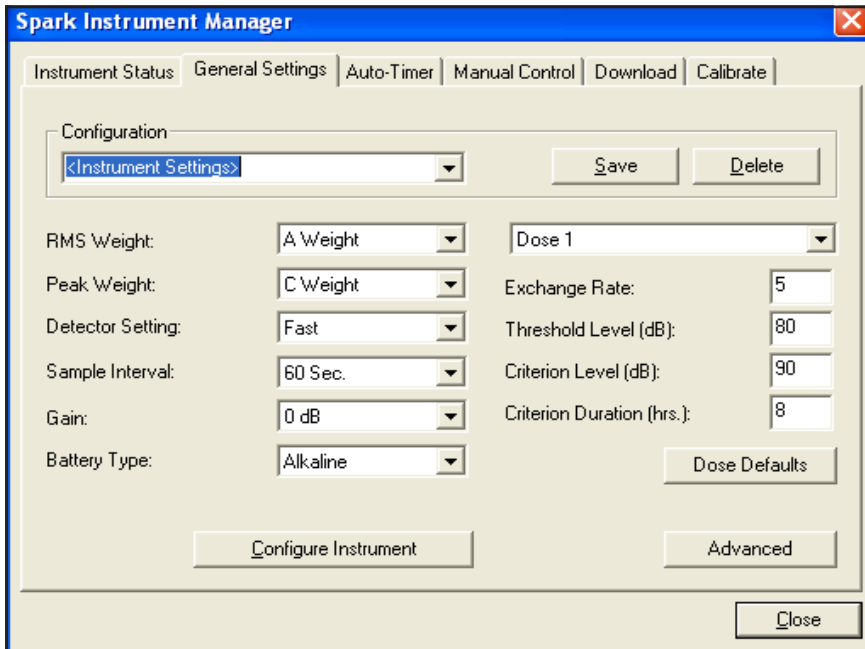 Spark Instrument Manager
Instrument Status General Settings Auto-Timer Manual Control Download Calibrate
Configuration
<Instrument Settings> Save Delete
RMS Weight: A Weight Dose 1
Peak Weight: C Weight Exchange Rate: 5
Detector Setting: Fast Threshold Level (dB): 80
Sample Interval: 60 Sec. Criterion Level (dB): 90
Gain: 0 dB Criterion Duration (hrs.): 8
Battery Type: Alkaline Dose Defaults
Configure Instrument Advanced
Close